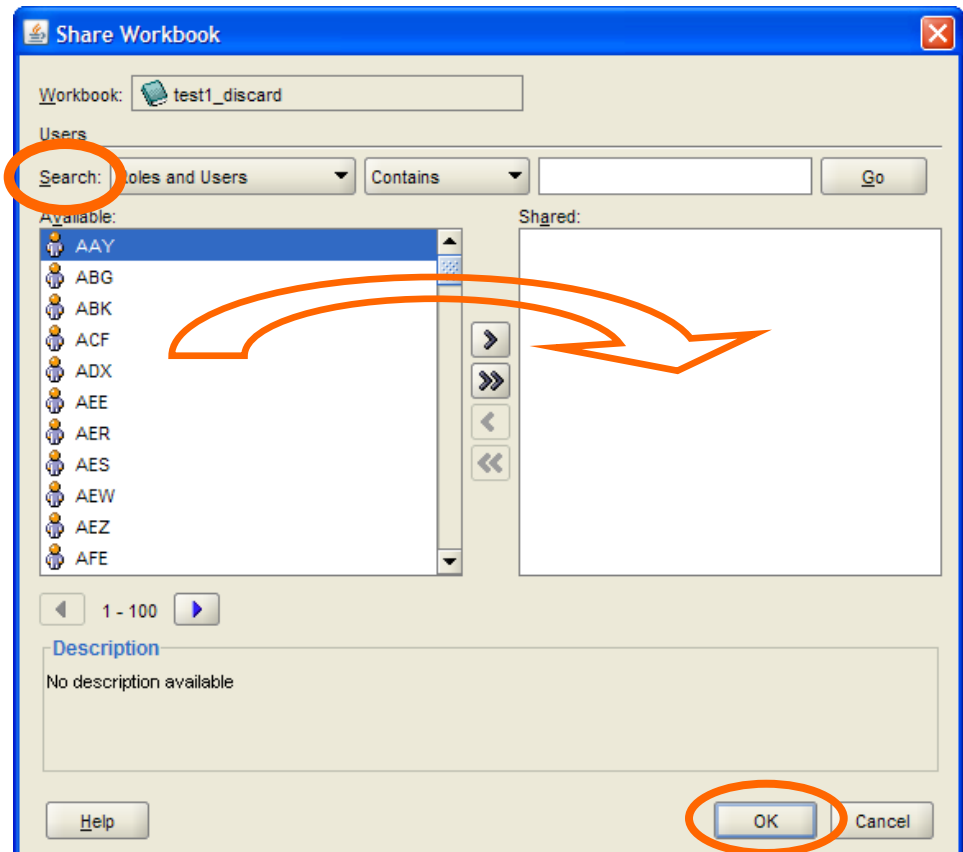 Share Workbook
Workbook: test1_discard
Users
Search: Roles and Users Contains Go
Available: Shared:
AAY
ABG
ABK
ACF
ADX
AEE
AER
AES
AEW
AEZ
AFE
1 - 100
Description
No description available
Help OK Cancel